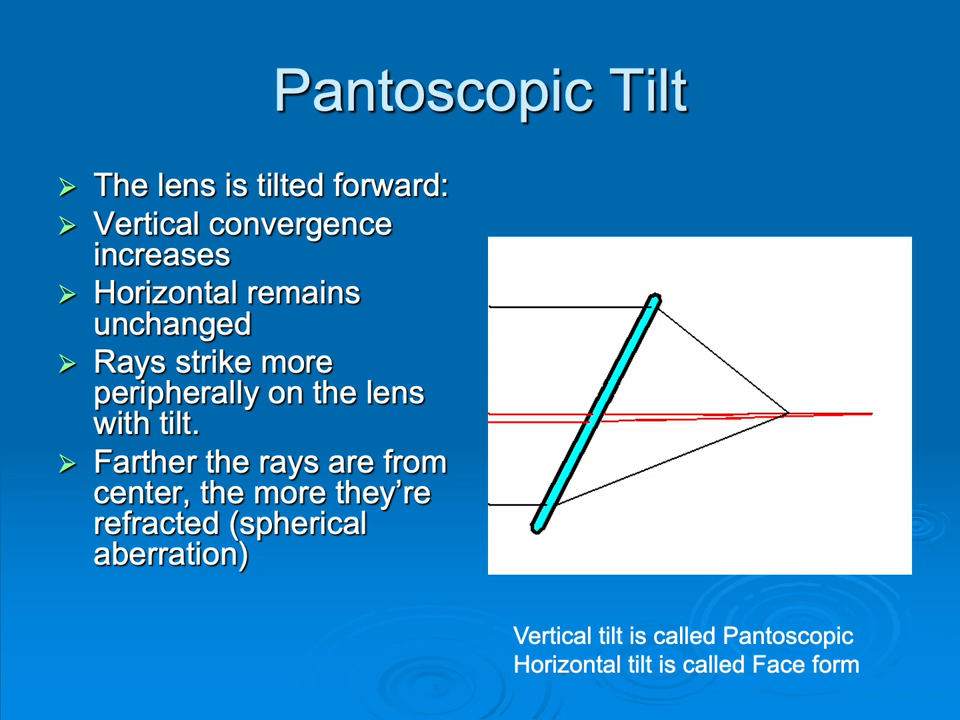 Pantoscopic Tilt
The lens is tilted forward:
Vertical convergence
increases
Horizontal remains
unchanged
Rays strike more
peripherally on the lens
with tilt.
Farther the rays are from
center, the more they’re
refracted (spherical
aberration)
Vertical tilt is called Pantoscopic
Horizontal tilt is called Face form